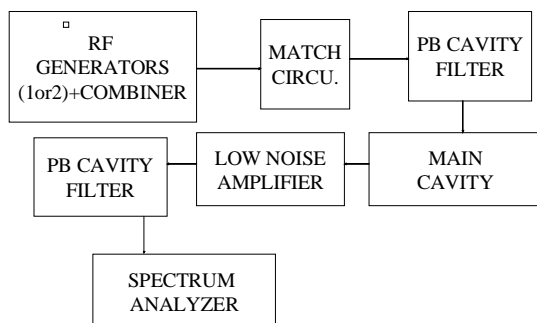 RF
GENERATORS
(1or2)+COMBINER
MATCH
CIRCU.
PB CAVITY
FILTER
MAIN
CAVITY
LOW NOISE
AMPLIFIER
PB CAVITY
FILTER
SPECTRUM
ANALYZER